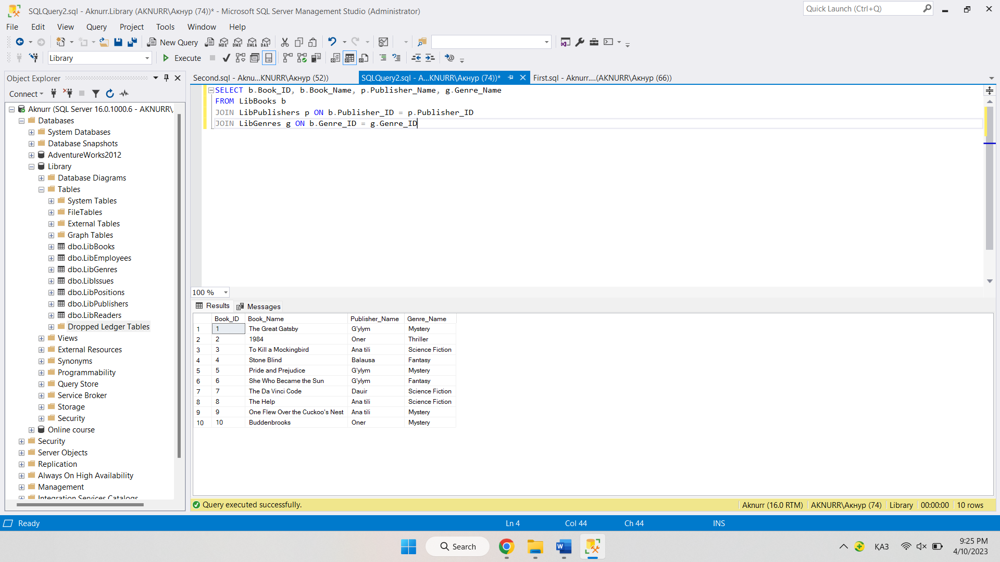 SQLQuery2.sql - Aknurr.Library (AKNURR\Акнур (74))* - Microsoft SQL Server Management Studio (Administrator)
Quick Launch (Ctrl+Q)
File Edit View Query Project Tools Window Help
New Query MDX DMX XMLA DAX
Library Execute
Object Explorer
Connect
Aknurr (SQL Server 16.0.1000.6 - AKNURR\
Databases
System Databases
Database Snapshots
AdventureWorks2012
Library
Database Diagrams
Tables
System Tables
FileTables
External Tables
Graph Tables
dbo.LibBooks
dbo.LibEmployees
dbo.LibGenres
dbo.LibIssues
dbo.LibPositions
dbo.LibPublishers
dbo.LibReaders
Dropped Ledger Tables
Views
External Resources
Synonyms
Programmability
Query Store
Service Broker
Storage
Security
Online course
Security
Server Objects
Replication
Always On High Availability
Management
Integration Services Catalogs
Second.sql - Aknu...KNURR\Акнур (52)) SQLQuery2.sql - A...KNURR\Акнур (74))* First.sql - Aknurr....(AKNURR\Акнур (66))
SELECT b.Book_ID, b.Book_Name, p.Publisher_Name, g.Genre_Name
FROM LibBooks b
JOIN LibPublishers p ON b.Publisher_ID = p.Publisher_ID
JOIN LibGenres g ON b.Genre_ID = g.Genre_ID
100 %
Results Messages
Book_ID Book_Name Publisher_Name Genre_Name
1 1 The Great Gatsby G'ylym Mystery
2 2 1984 Oner Thriller
3 3 To Kill a Mockingbird Ana tili Science Fiction
4 4 Stone Blind Balausa Fantasy
5 5 Pride and Prejudice G'ylym Mystery
6 6 She Who Became the Sun G'ylym Fantasy
7 7 The Da Vinci Code Dauir Science Fiction
8 8 The Help Ana tili Science Fiction
9 9 One Flew Over the Cuckoo's Nest Ana tili Mystery
10 10 Buddenbrooks Oner Mystery
Query executed successfully. Aknurr (16.0 RTM) AKNURR\Акнур (74) Library 00:00:00 10 rows
Ready Ln 4 Col 44 Ch 44 INS
Search ҚАЗ 9:25 PM
4/10/2023